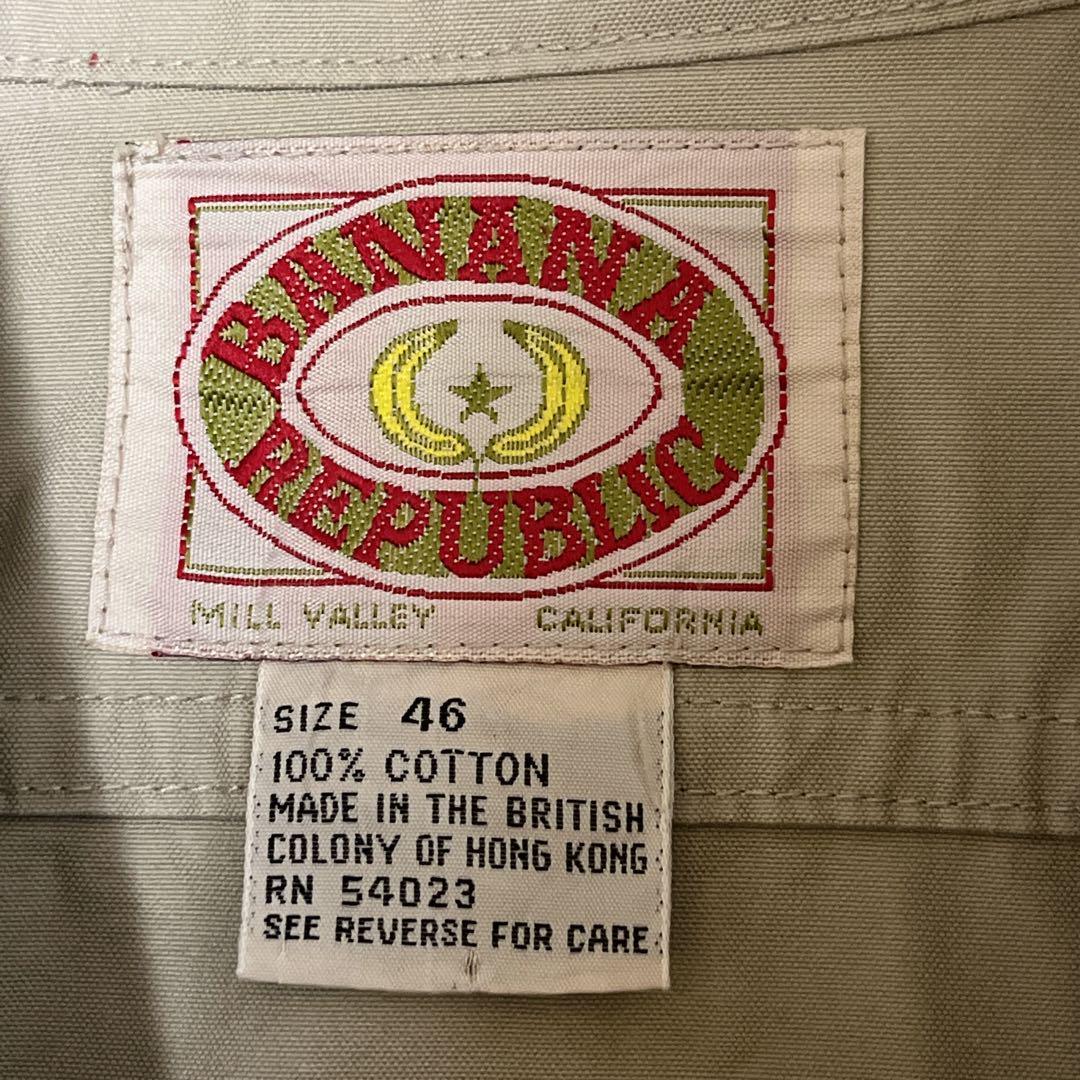 BANANA
REPUBLIC
MILL VALLEY CALIFORNIA
SIZE 46
100% COTTON
MADE IN THE BRITISH
COLONY OF HONG KONG
RN 54023
SEE REVERSE FOR CARE